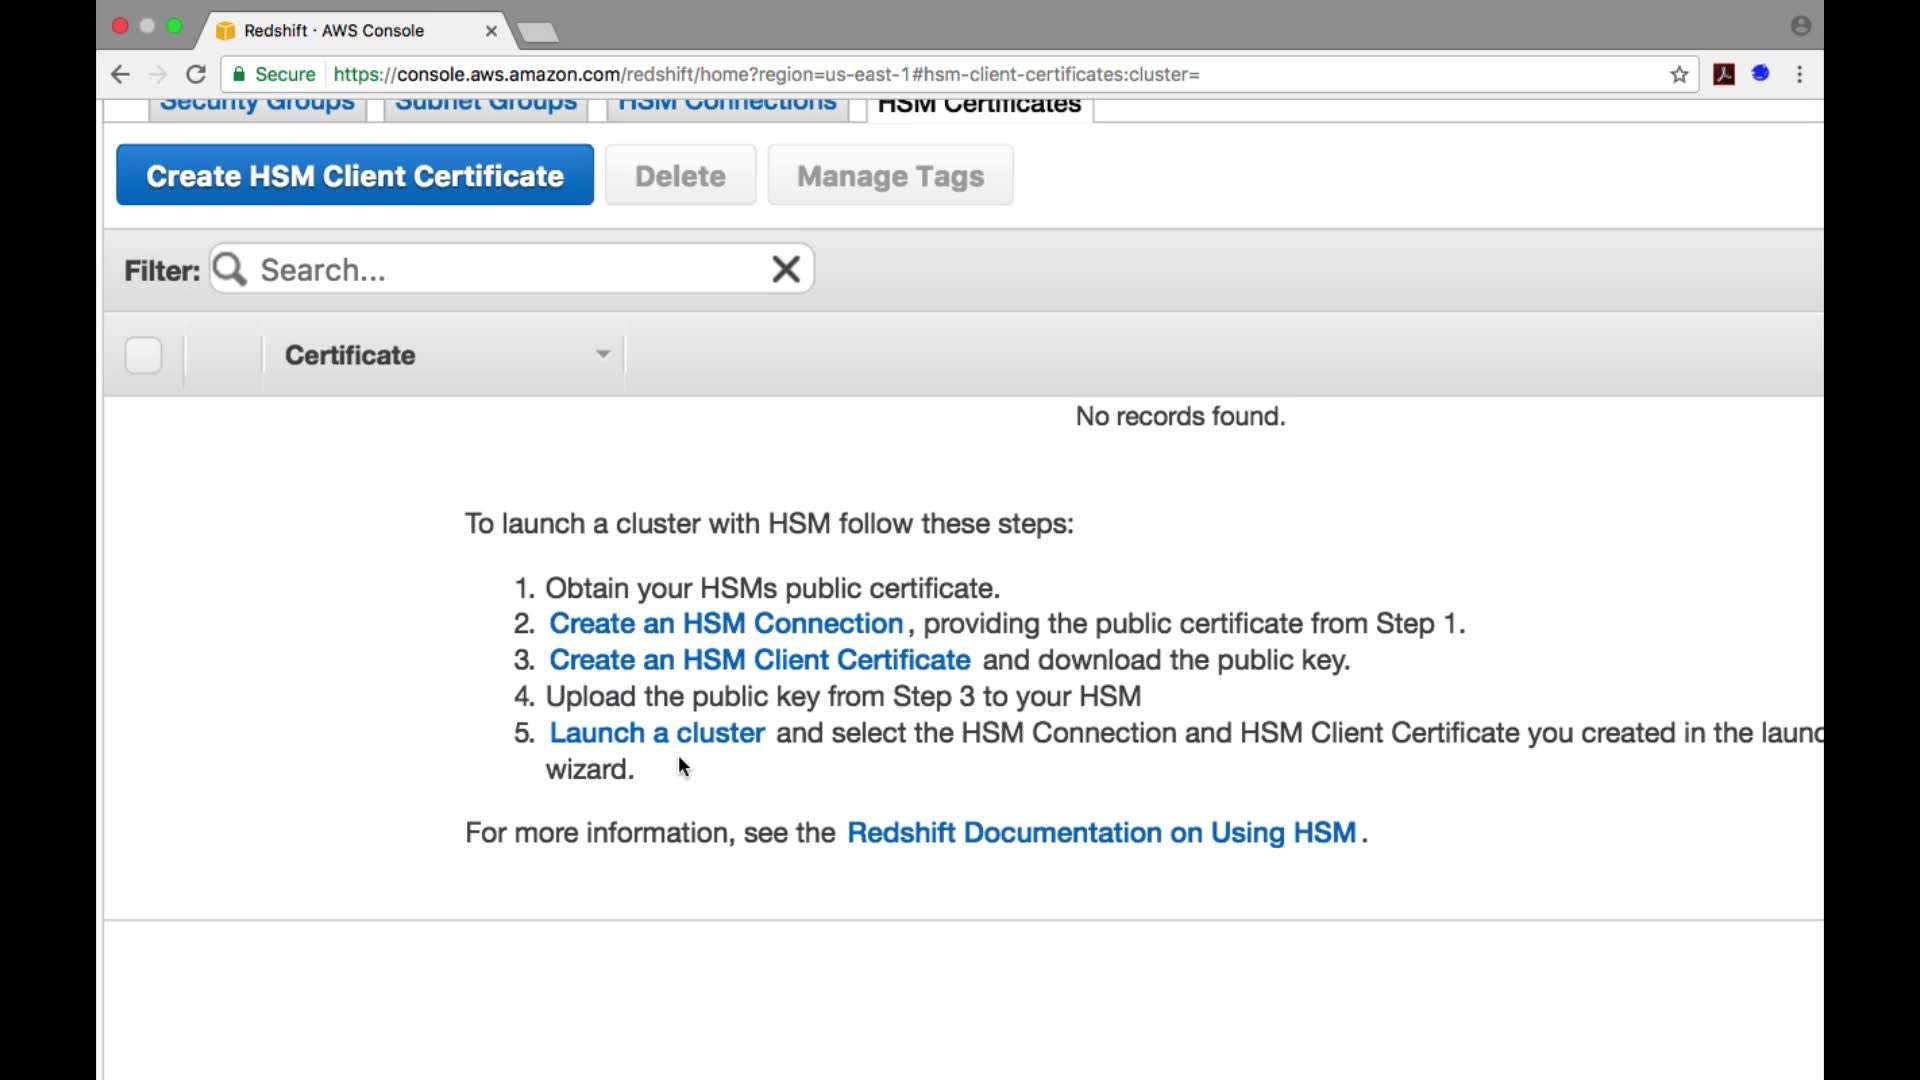 Redshift · AWS Console
Secure https://console.aws.amazon.com/redshift/home?region=us-east-1#hsm-client-certificates:cluster=
Security Groups Subnet Groups HSM Connections HSM Certificates
Create HSM Client Certificate Delete Manage Tags
Filter: Search...
Certificate
No records found.
To launch a cluster with HSM follow these steps:
1. Obtain your HSMs public certificate.
2. Create an HSM Connection, providing the public certificate from Step 1.
3. Create an HSM Client Certificate and download the public key.
4. Upload the public key from Step 3 to your HSM
5. Launch a cluster and select the HSM Connection and HSM Client Certificate you created in the launc
wizard.
For more information, see the Redshift Documentation on Using HSM.